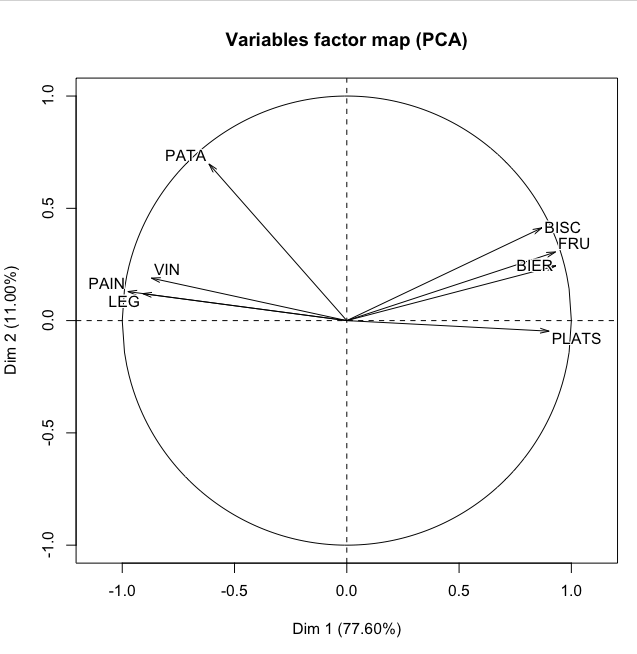 Variables factor map (PCA)
1.0
0.5
0.0
-0.5
-1.0
Dim 2 (11.00%)
PATA
BISC
FRU
BIER
VIN
PAIN
LEG
PLATS
-1.0 -0.5 0.0 0.5 1.0
Dim 1 (77.60%)